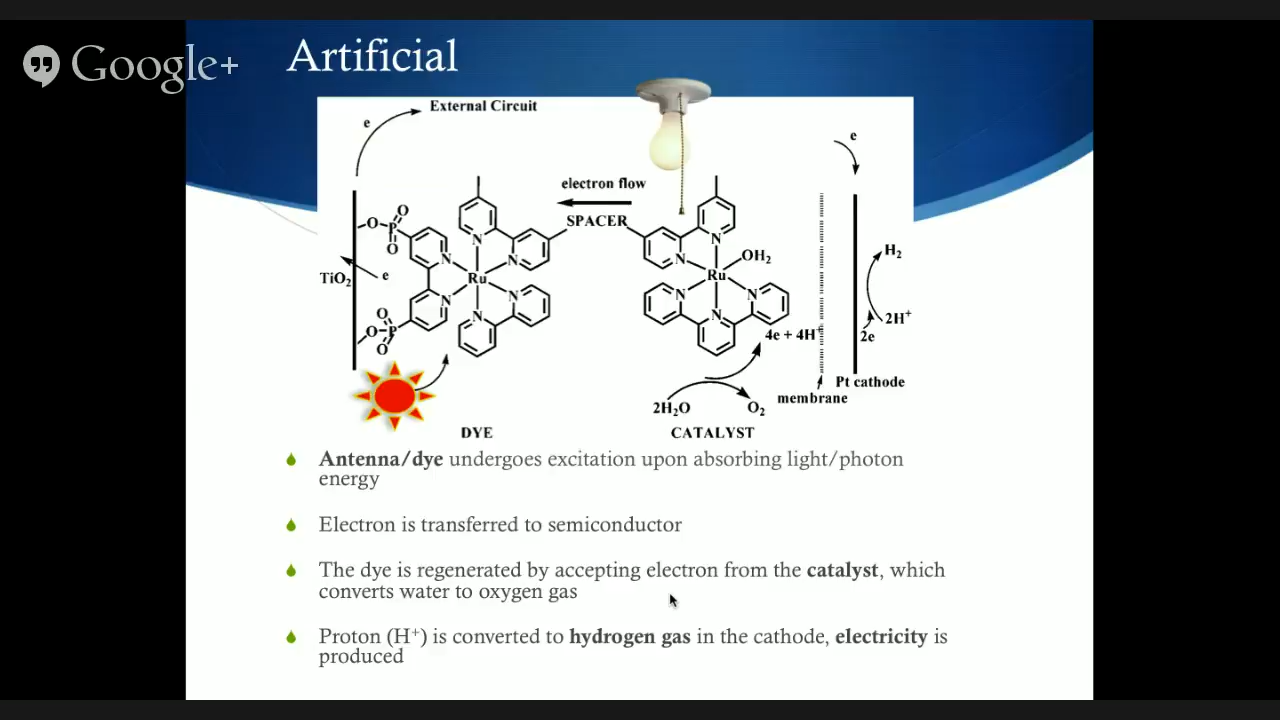 Google+
Artificial
External Circuit
e
e
electron flow
SPACER
O
O
P
O
N
N
N
N
N
N
Ru
N
N
N
N
N
Ru
OH₂
H₂
TiO₂
e
O
O
P
O
4e + 4H⁺
2H⁺
2e
Pt cathode
membrane
2H₂O
O₂
DYE
CATALYST
Antenna/dye undergoes excitation upon absorbing light/photon
energy
Electron is transferred to semiconductor
The dye is regenerated by accepting electron from the catalyst, which
converts water to oxygen gas
Proton (H⁺) is converted to hydrogen gas in the cathode, electricity is
produced